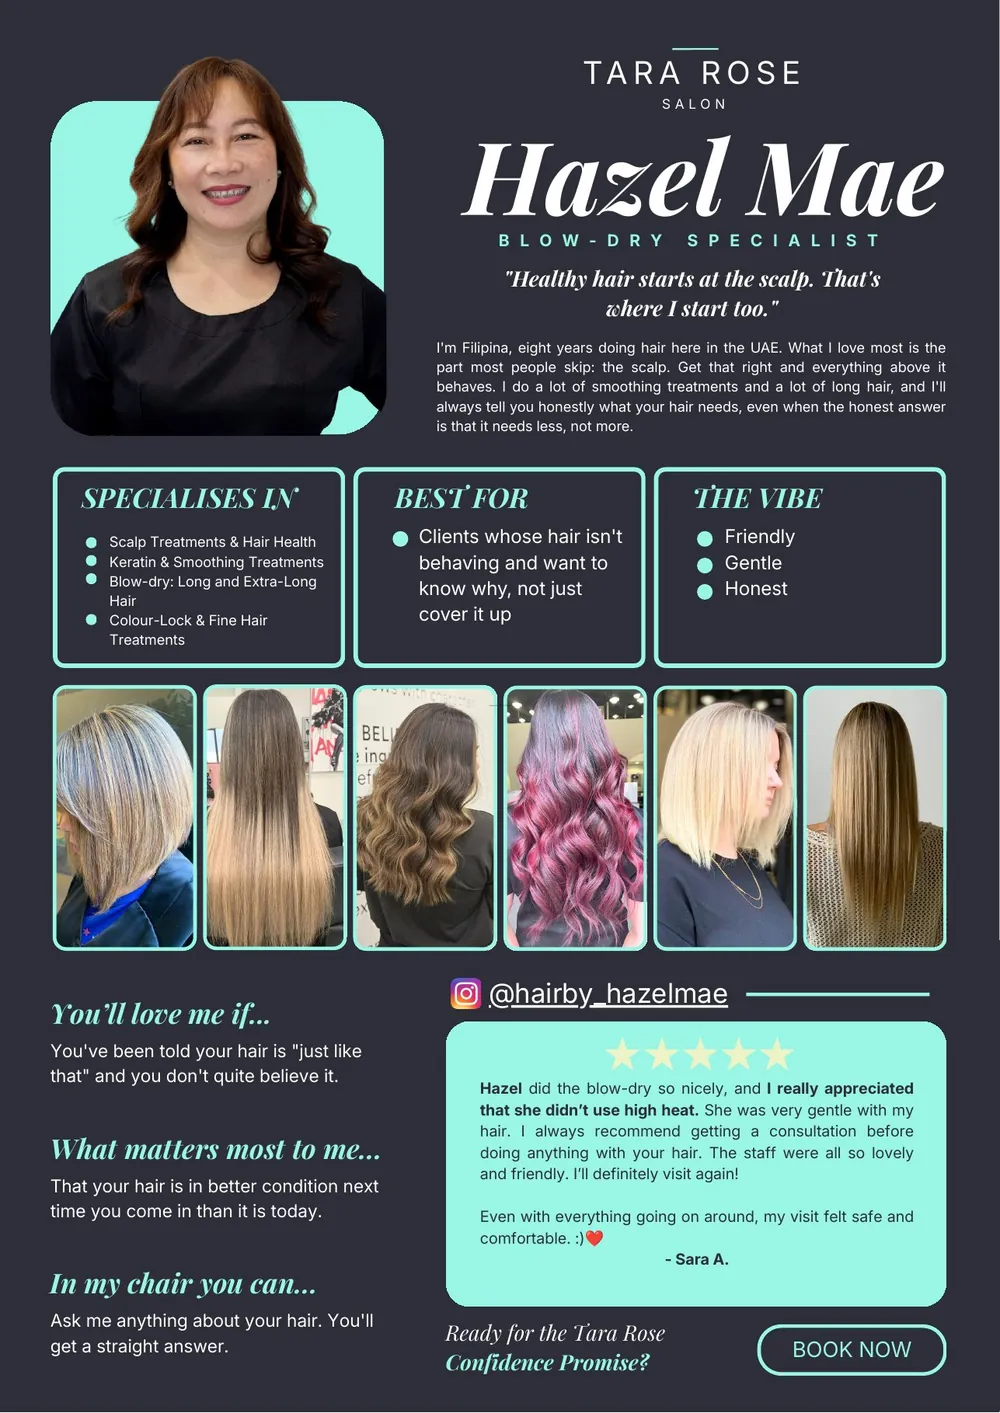 TARA ROSE
SALON
Hazel Mae
BLOW-DRY SPECIALIST
"Healthy hair starts at the scalp. That's
where I start too."
I'm Filipina, eight years doing hair here in the UAE. What I love most is the
part most people skip: the scalp. Get that right and everything above it
behaves. I do a lot of smoothing treatments and a lot of long hair, and I'll
always tell you honestly what your hair needs, even when the honest answer
is that it needs less, not more.
SPECIALISES IN
Scalp Treatments & Hair Health
Keratin & Smoothing Treatments
Blow-dry: Long and Extra-Long
Hair
Colour-Lock & Fine Hair
Treatments
BEST FOR
Clients whose hair isn't
behaving and want to
know why, not just
cover it up
THE VIBE
Friendly
Gentle
Honest
BELI
You’ll love me if...
You've been told your hair is "just like
that" and you don't quite believe it.
What matters most to me...
That your hair is in better condition next
time you come in than it is today.
In my chair you can...
Ask me anything about your hair. You'll
get a straight answer.
@hairby_hazelmae
Hazel did the blow-dry so nicely, and I really appreciated
that she didn’t use high heat. She was very gentle with my
hair. I always recommend getting a consultation before
doing anything with your hair. The staff were all so lovely
and friendly. I’ll definitely visit again!
Even with everything going on around, my visit felt safe and
comfortable. :)❤️
- Sara A.
Ready for the Tara Rose
Confidence Promise?
BOOK NOW